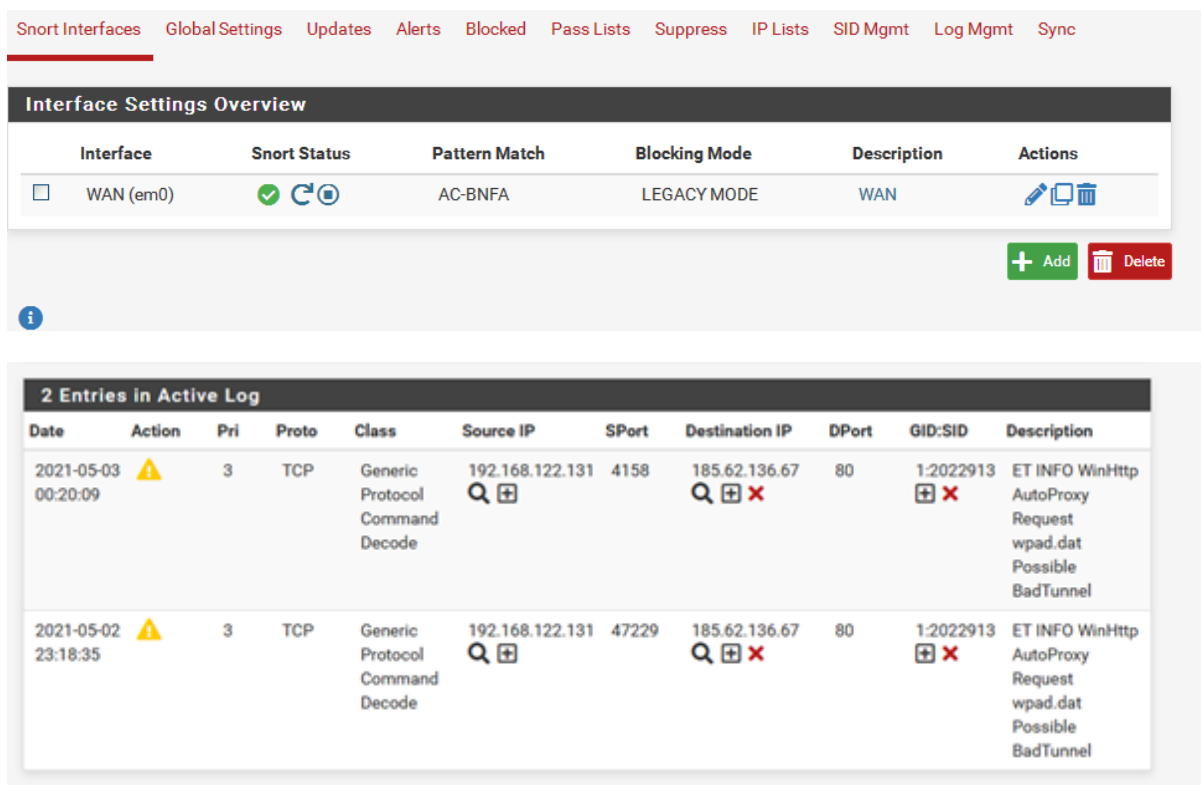 Snort Interfaces Global Settings Updates Alerts Blocked Pass Lists Suppress IP Lists SID Mgmt Log Mgmt Sync
Interface Settings Overview
Interface Snort Status Pattern Match Blocking Mode Description Actions
WAN (em0) AC-BNFA LEGACY MODE WAN
Add Delete
2 Entries in Active Log
Date Action Pri Proto Class Source IP SPort Destination IP DPort GID:SID Description
2021-05-03 3 TCP Generic 192.168.122.131 4158 185.62.136.67 80 1:2022913 ET INFO WinHttp
00:20:09 Protocol AutoProxy
Command Request
Decode wpad.dat
Possible
BadTunnel
2021-05-02 3 TCP Generic 192.168.122.131 47229 185.62.136.67 80 1:2022913 ET INFO WinHttp
23:18:35 Protocol AutoProxy
Command Request
Decode wpad.dat
Possible
BadTunnel